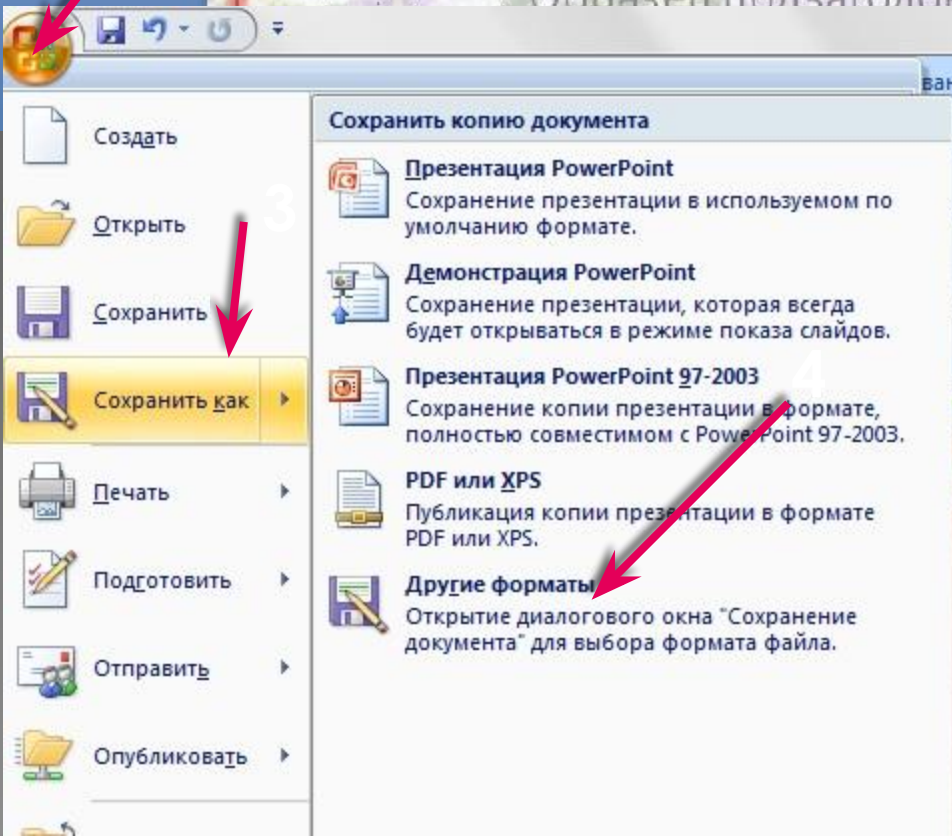 Образец подзаголов
ван
Создать
Открыть
Сохранить
Сохранить как
Печать
Подготовить
Отправить
Опубликовать
3
4
Сохранить копию документа
Презентация PowerPoint
Сохранение презентации в используемом по
умолчанию формате.
Демонстрация PowerPoint
Сохранение презентации, которая всегда
будет открываться в режиме показа слайдов.
Презентация PowerPoint 97-2003
Сохранение копии презентации в формате,
полностью совместимом с PowerPoint 97-2003.
PDF или XPS
Публикация копии презентации в формате
PDF или XPS.
Другие форматы
Открытие диалогового окна "Сохранение
документа" для выбора формата файла.